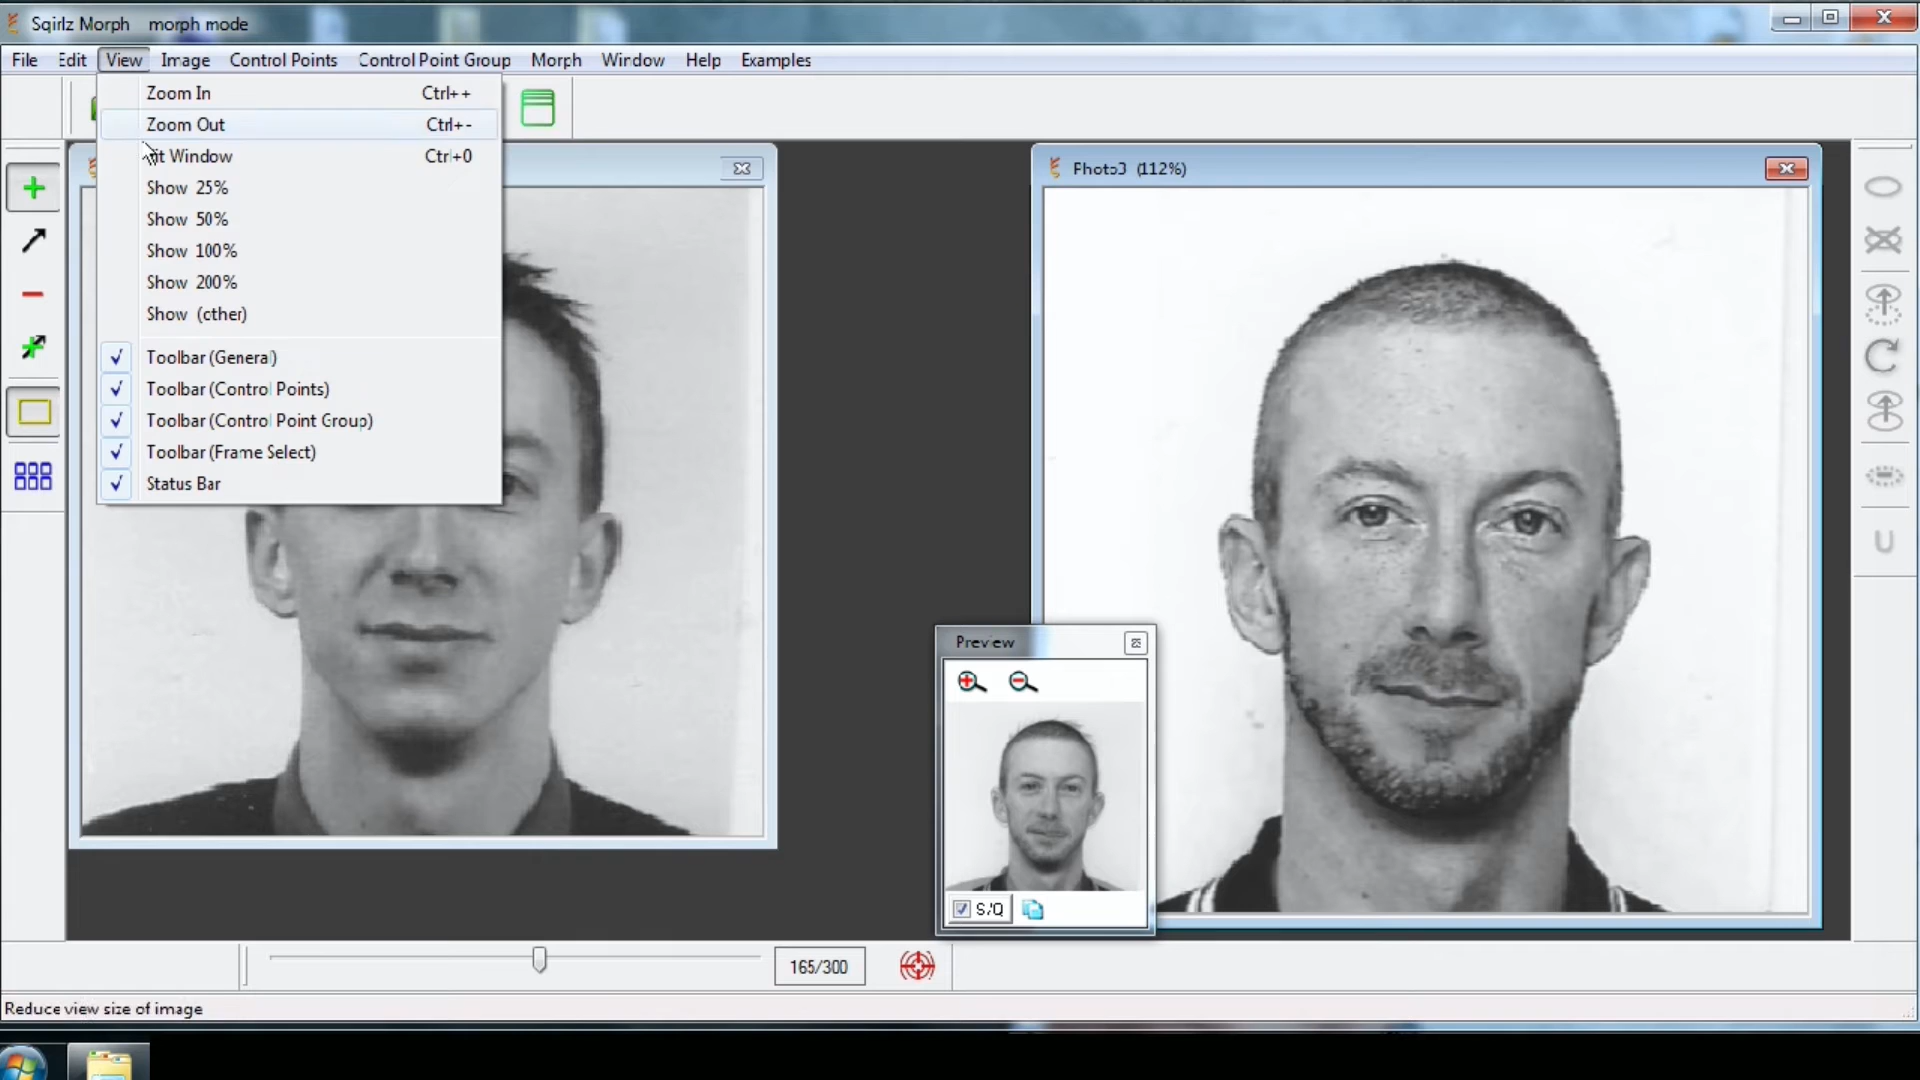 Sqirlz Morph morph mode
File Edit View Image Control Points Control Point Group Morph Window Help Examples
Zoom In Ctrl++
Zoom Out Ctrl+-
Window Ctrl+0
Show 25%
Show 50%
Show 100%
Show 200%
Show (other)
Toolbar (General)
Toolbar (Control Points)
Toolbar (Control Point Group)
Toolbar (Frame Select)
Status Bar
Photo3 (112%)
Preview
S/Q
165/300
Reduce view size of image